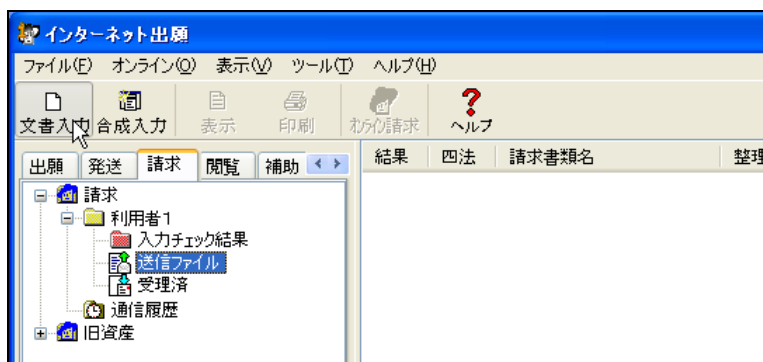 インターネット出願
ファイル(F) オンライン(O) 表示(V) ツール(T) ヘルプ(H)
文書入力 合成入力 表示 印刷 オンライン請求 ヘルプ
出願 発送 請求 閲覧 補助
結果 四法 請求書類名 整理
請求
利用者1
入力チェック結果
送信ファイル
受理済
通信履歴
旧資産